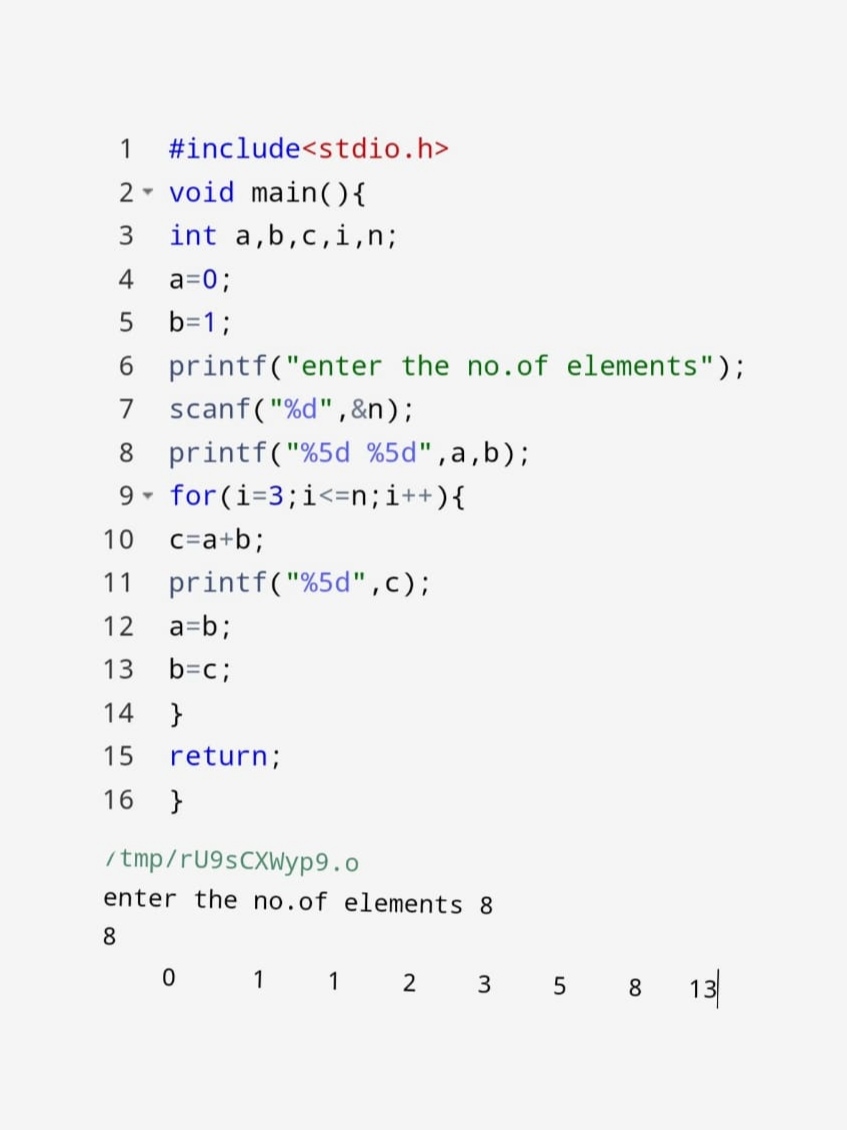 1 #include<stdio.h>
2 void main(){
3 int a,b,c,i,n;
4 a=0;
5 b=1;
6 printf("enter the no.of elements");
7 scanf("%d",&n);
8 printf("%5d %5d",a,b);
9 for(i=3;i<=n;i++){
10 c=a+b;
11 printf("%5d",c);
12 a=b;
13 b=c;
14 }
15 return;
16 }
/tmp/rU9sCXWyp9.o
enter the no.of elements 8
8
0 1 1 2 3 5 8 13